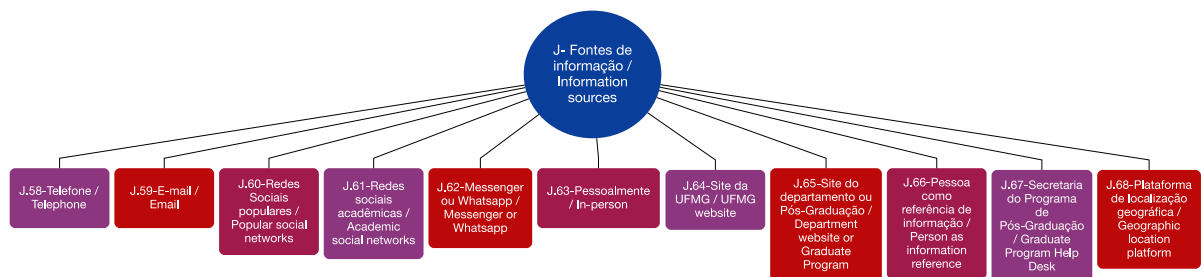 J- Fontes de
informação /
Information
sources
J.58-Telefone /
Telephone
J.59-E-mail /
Email
J.60-Redes
Sociais
populares /
Popular social
networks
J.61-Redes
sociais
acadêmicas /
Academic
social networks
J.62-Messenger
ou Whatsapp /
Messenger or
Whatsapp
J.63-Pessoalmente
/ In-person
J.64-Site da
UFMG / UFMG
website
J.65-Site do
departamento ou
Pós-Graduação /
Department
website or
Graduate
Program
J.66-Pessoa
como
referência de
informação /
Person as
information
reference
J.67-Secretaria
do Programa
de
Pós-Graduação
/ Graduate
Program Help
Desk
J.68-Plataforma
de localização
geográfica /
Geographic
location
platform